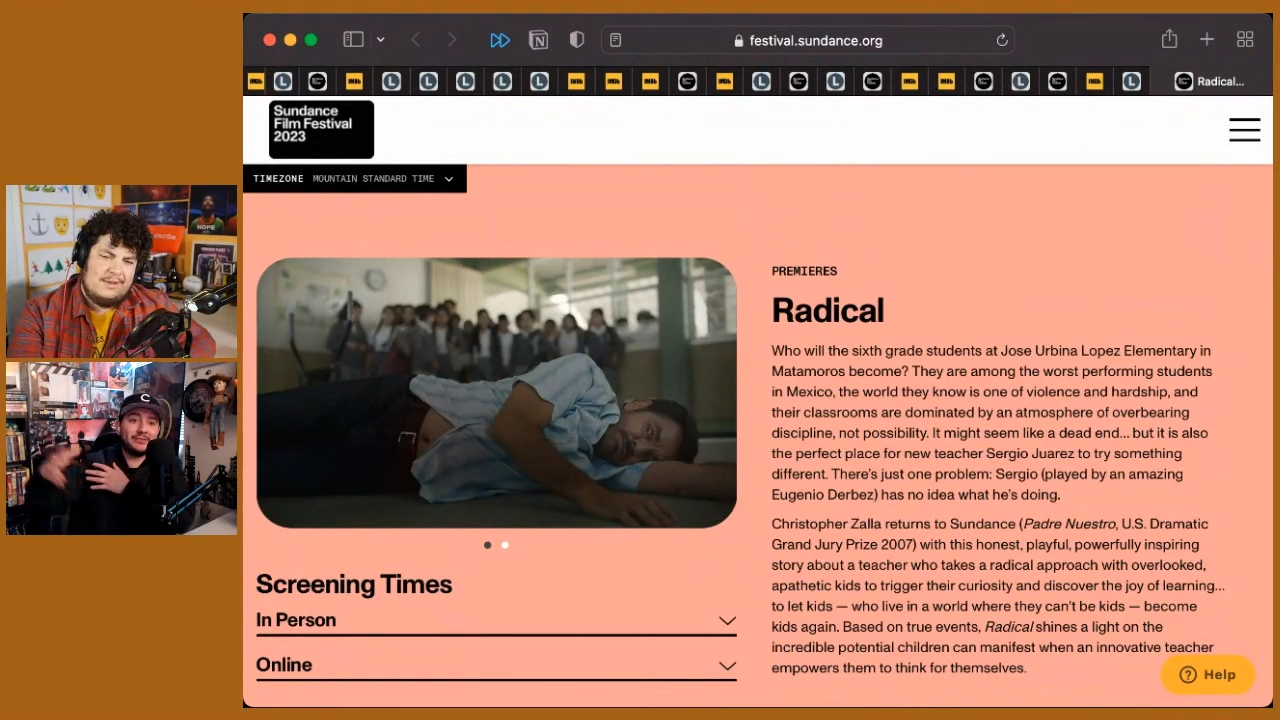 festival.sundance.org
Radical...
Sundance
Film Festival
2023
TIMEZONE MOUNTAIN STANDARD TIME
PREMIERES
Radical
Who will the sixth grade students at Jose Urbina Lopez Elementary in
Matamoros become? They are among the worst performing students
in Mexico, the world they know is one of violence and hardship, and
their classrooms are dominated by an atmosphere of overbearing
discipline, not possibility. It might seem like a dead end... but it is also
the perfect place for new teacher Sergio Juarez to try something
different. There's just one problem: Sergio (played by an amazing
Eugenio Derbez) has no idea what he's doing.
Christopher Zalla returns to Sundance (Padre Nuestro, U.S. Dramatic
Grand Jury Prize 2007) with this honest, playful, powerfully inspiring
story about a teacher who takes a radical approach with overlooked,
apathetic kids to trigger their curiosity and discover the joy of learning...
to let kids — who live in a world where they can't be kids — become
kids again. Based on true events, Radical shines a light on the
incredible potential children can manifest when an innovative teacher
empowers them to think for themselves.
Screening Times
In Person
Online
Help
NOPE
C